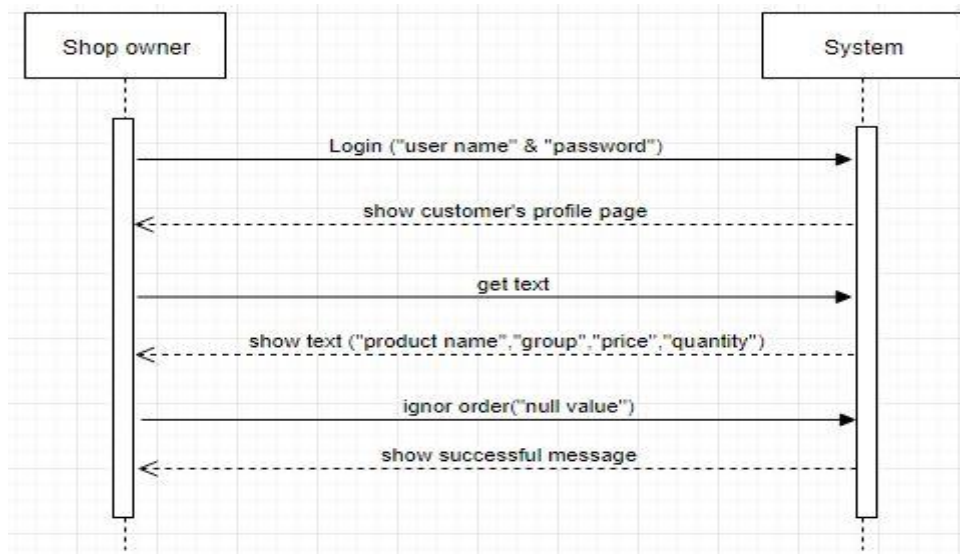 Shop owner
System
Login ("user name" & "password")
show customer's profile page
get text
show text ("product name","group","price","quantity")
ignor order("null value")
show successful message